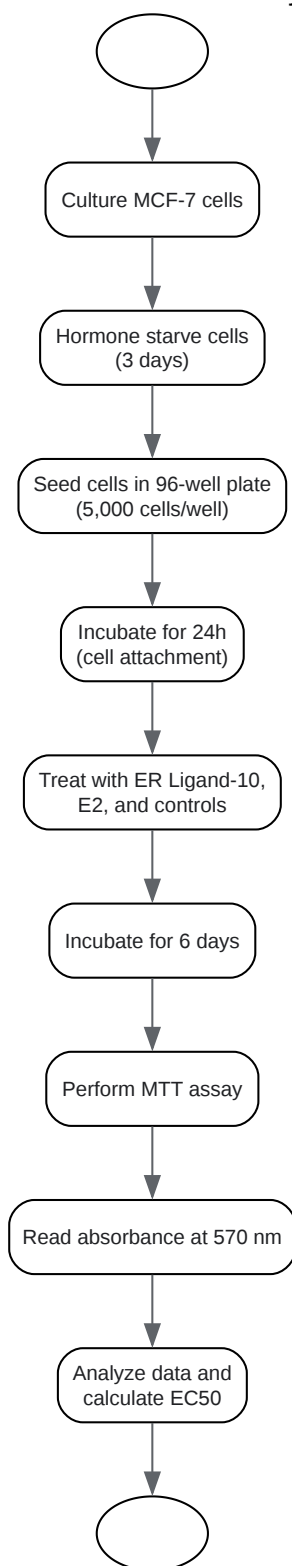 Culture MCF-7 cells
Hormone starve cells
(3 days)
Seed cells in 96-well plate
(5,000 cells/well)
Incubate for 24h
(cell attachment)
Treat with ER Ligand-10,
E2, and controls
Incubate for 6 days
Perform MTT assay
Read absorbance at 570 nm
Analyze data and
calculate EC50